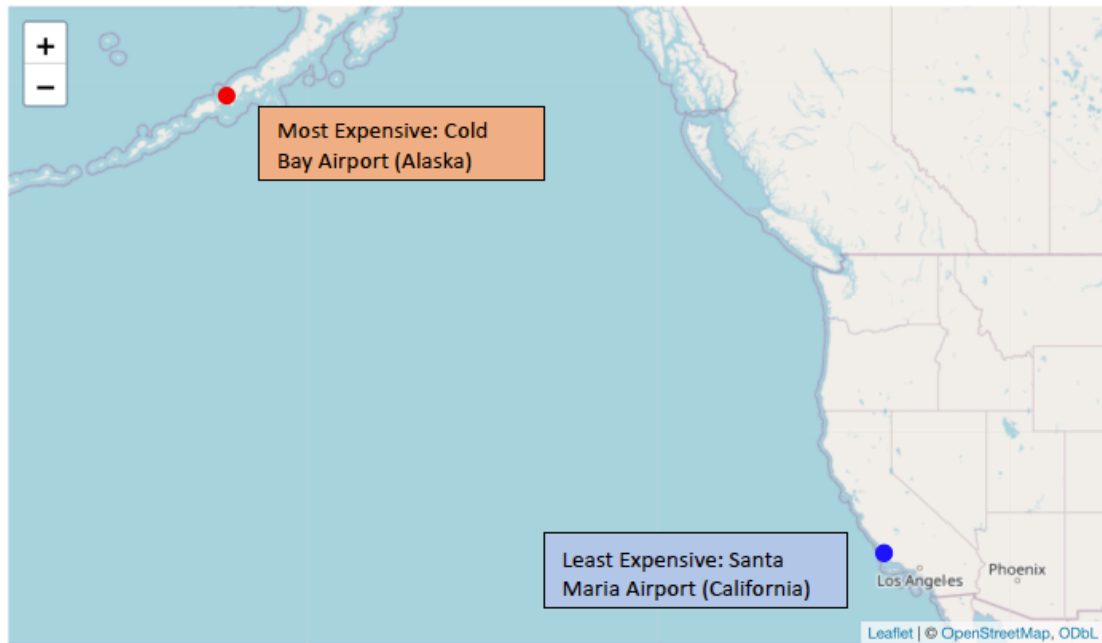 +
−
Most Expensive: Cold
Bay Airport (Alaska)
Least Expensive: Santa
Maria Airport (California)
Los Angeles
Phoenix
Leaflet | © OpenStreetMap, ODbL